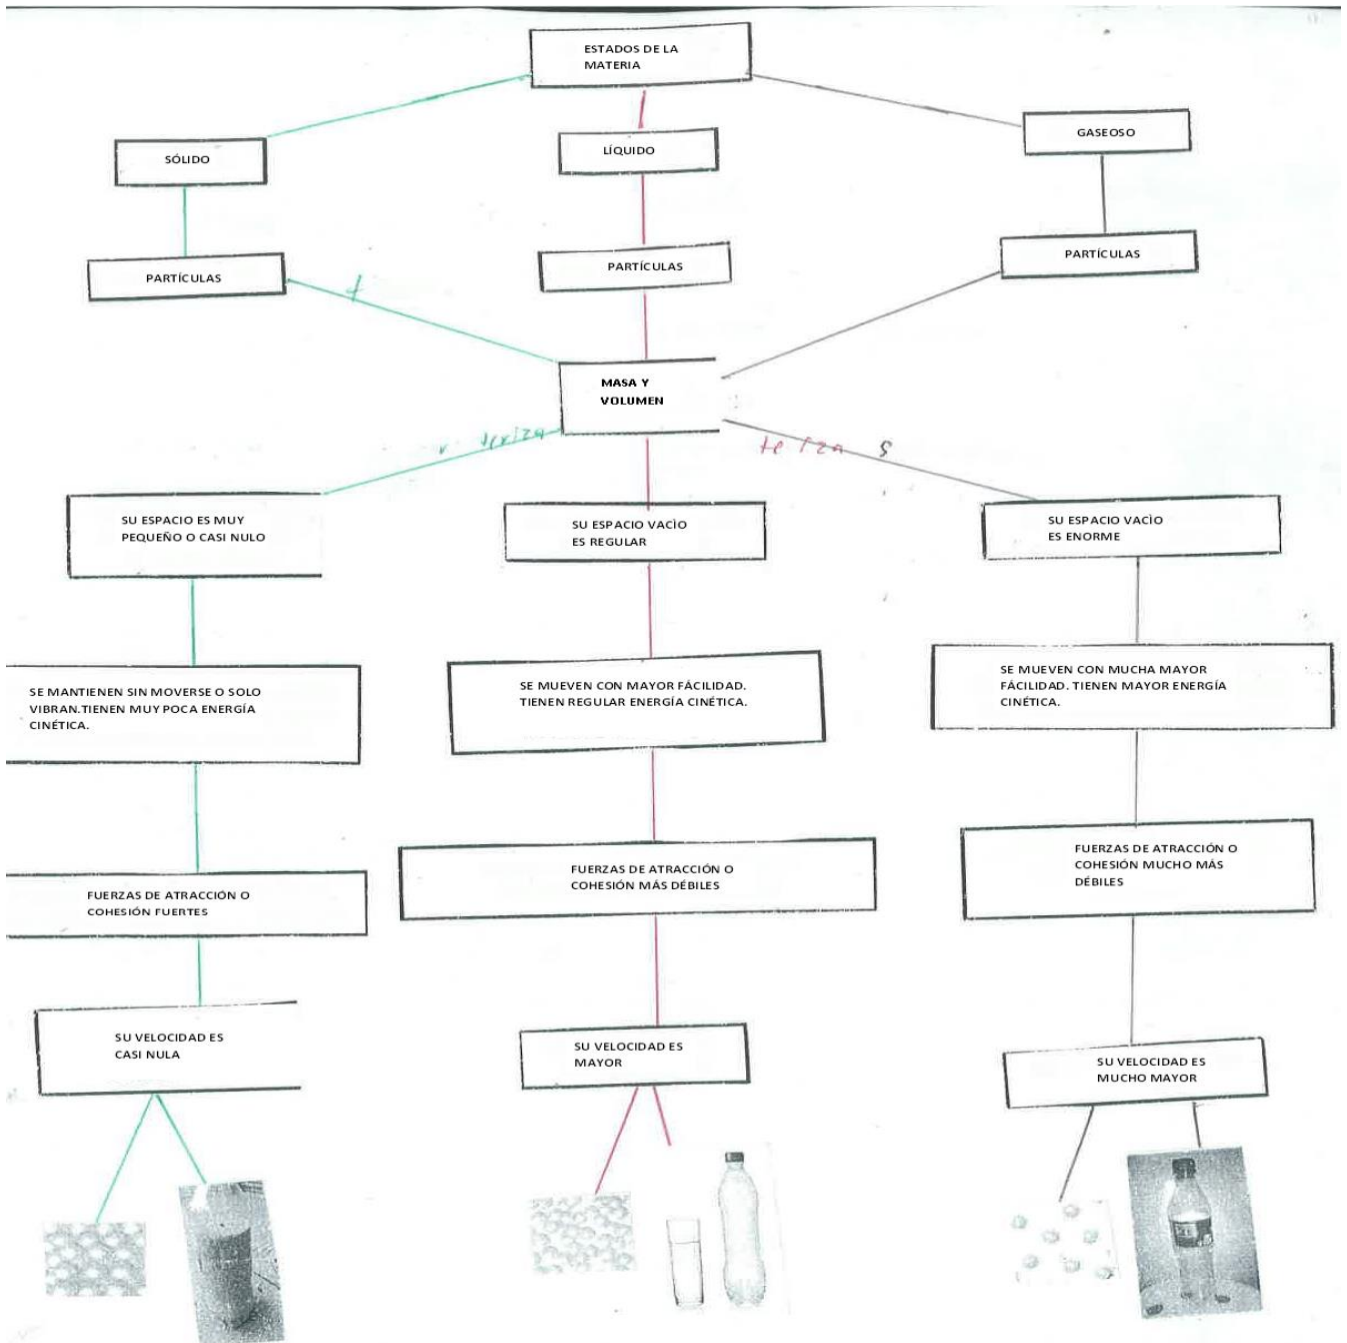 ESTADOS DE LA
MATERIA
SÓLIDO
LÍQUIDO
GASEOSO
PARTÍCULAS
PARTÍCULAS
PARTÍCULAS
MASA Y
VOLUMEN
SU ESPACIO ES MUY
PEQUEÑO O CASI NULO
SU ESPACIO VACÌO
ES REGULAR
SU ESPACIO VACÌO
ES ENORME
SE MANTIENEN SIN MOVERSE O SOLO
VIBRAN.TIENEN MUY POCA ENERGÍA
CINÉTICA.
SE MUEVEN CON MAYOR FÁCILIDAD.
TIENEN REGULAR ENERGÍA CINÉTICA.
SE MUEVEN CON MUCHA MAYOR
FÁCILIDAD. TIENEN MAYOR ENERGÍA
CINÉTICA.
FUERZAS DE ATRACCIÓN O
COHESIÓN FUERTES
FUERZAS DE ATRACCIÓN O
COHESIÓN MÁS DÉBILES
FUERZAS DE ATRACCIÓN O
COHESIÓN MUCHO MÁS
DÉBILES
SU VELOCIDAD ES
CASI NULA
SU VELOCIDAD ES
MAYOR
SU VELOCIDAD ES
MUCHO MAYOR